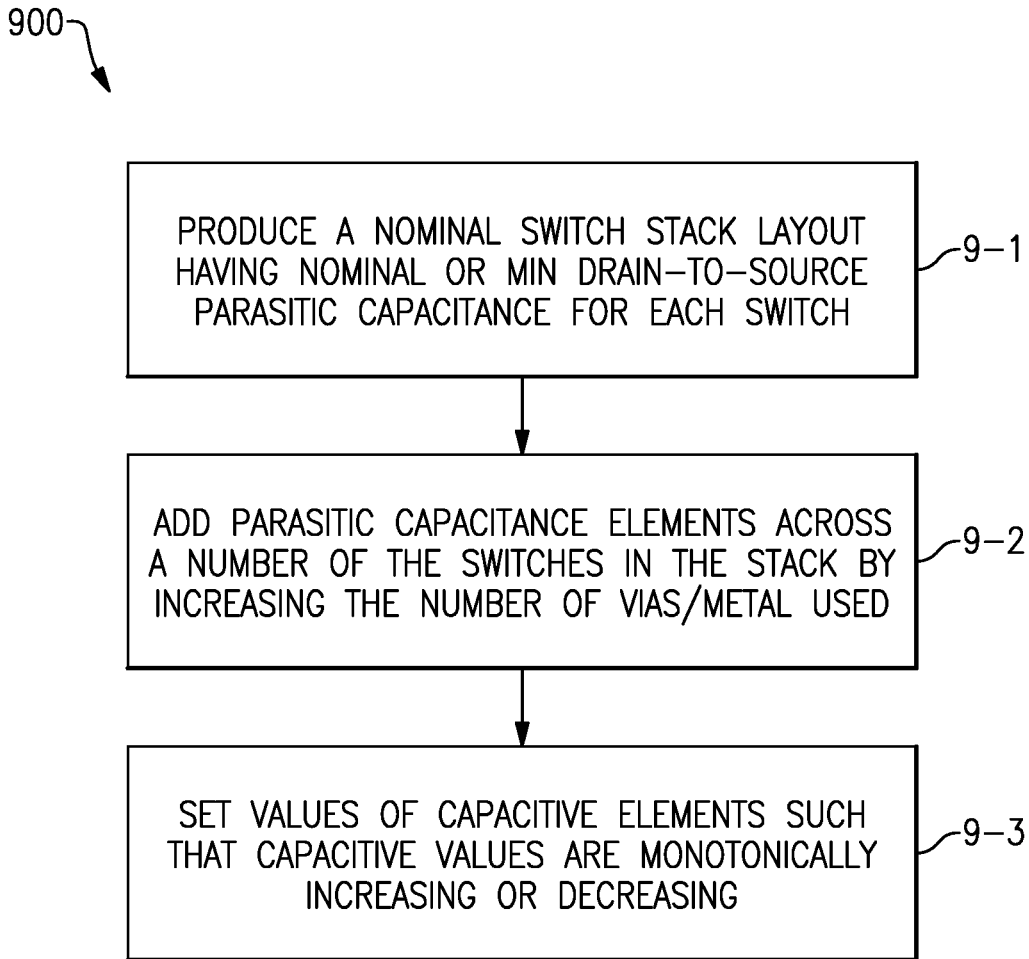 900
PRODUCE A NOMINAL SWITCH STACK LAYOUT
HAVING NOMINAL OR MIN DRAIN-TO-SOURCE
PARASITIC CAPACITANCE FOR EACH SWITCH
9-1
ADD PARASITIC CAPACITANCE ELEMENTS ACROSS
A NUMBER OF THE SWITCHES IN THE STACK BY
INCREASING THE NUMBER OF VIAS/METAL USED
9-2
SET VALUES OF CAPACITIVE ELEMENTS SUCH
THAT CAPACITIVE VALUES ARE MONOTONICALLY
INCREASING OR DECREASING
9-3